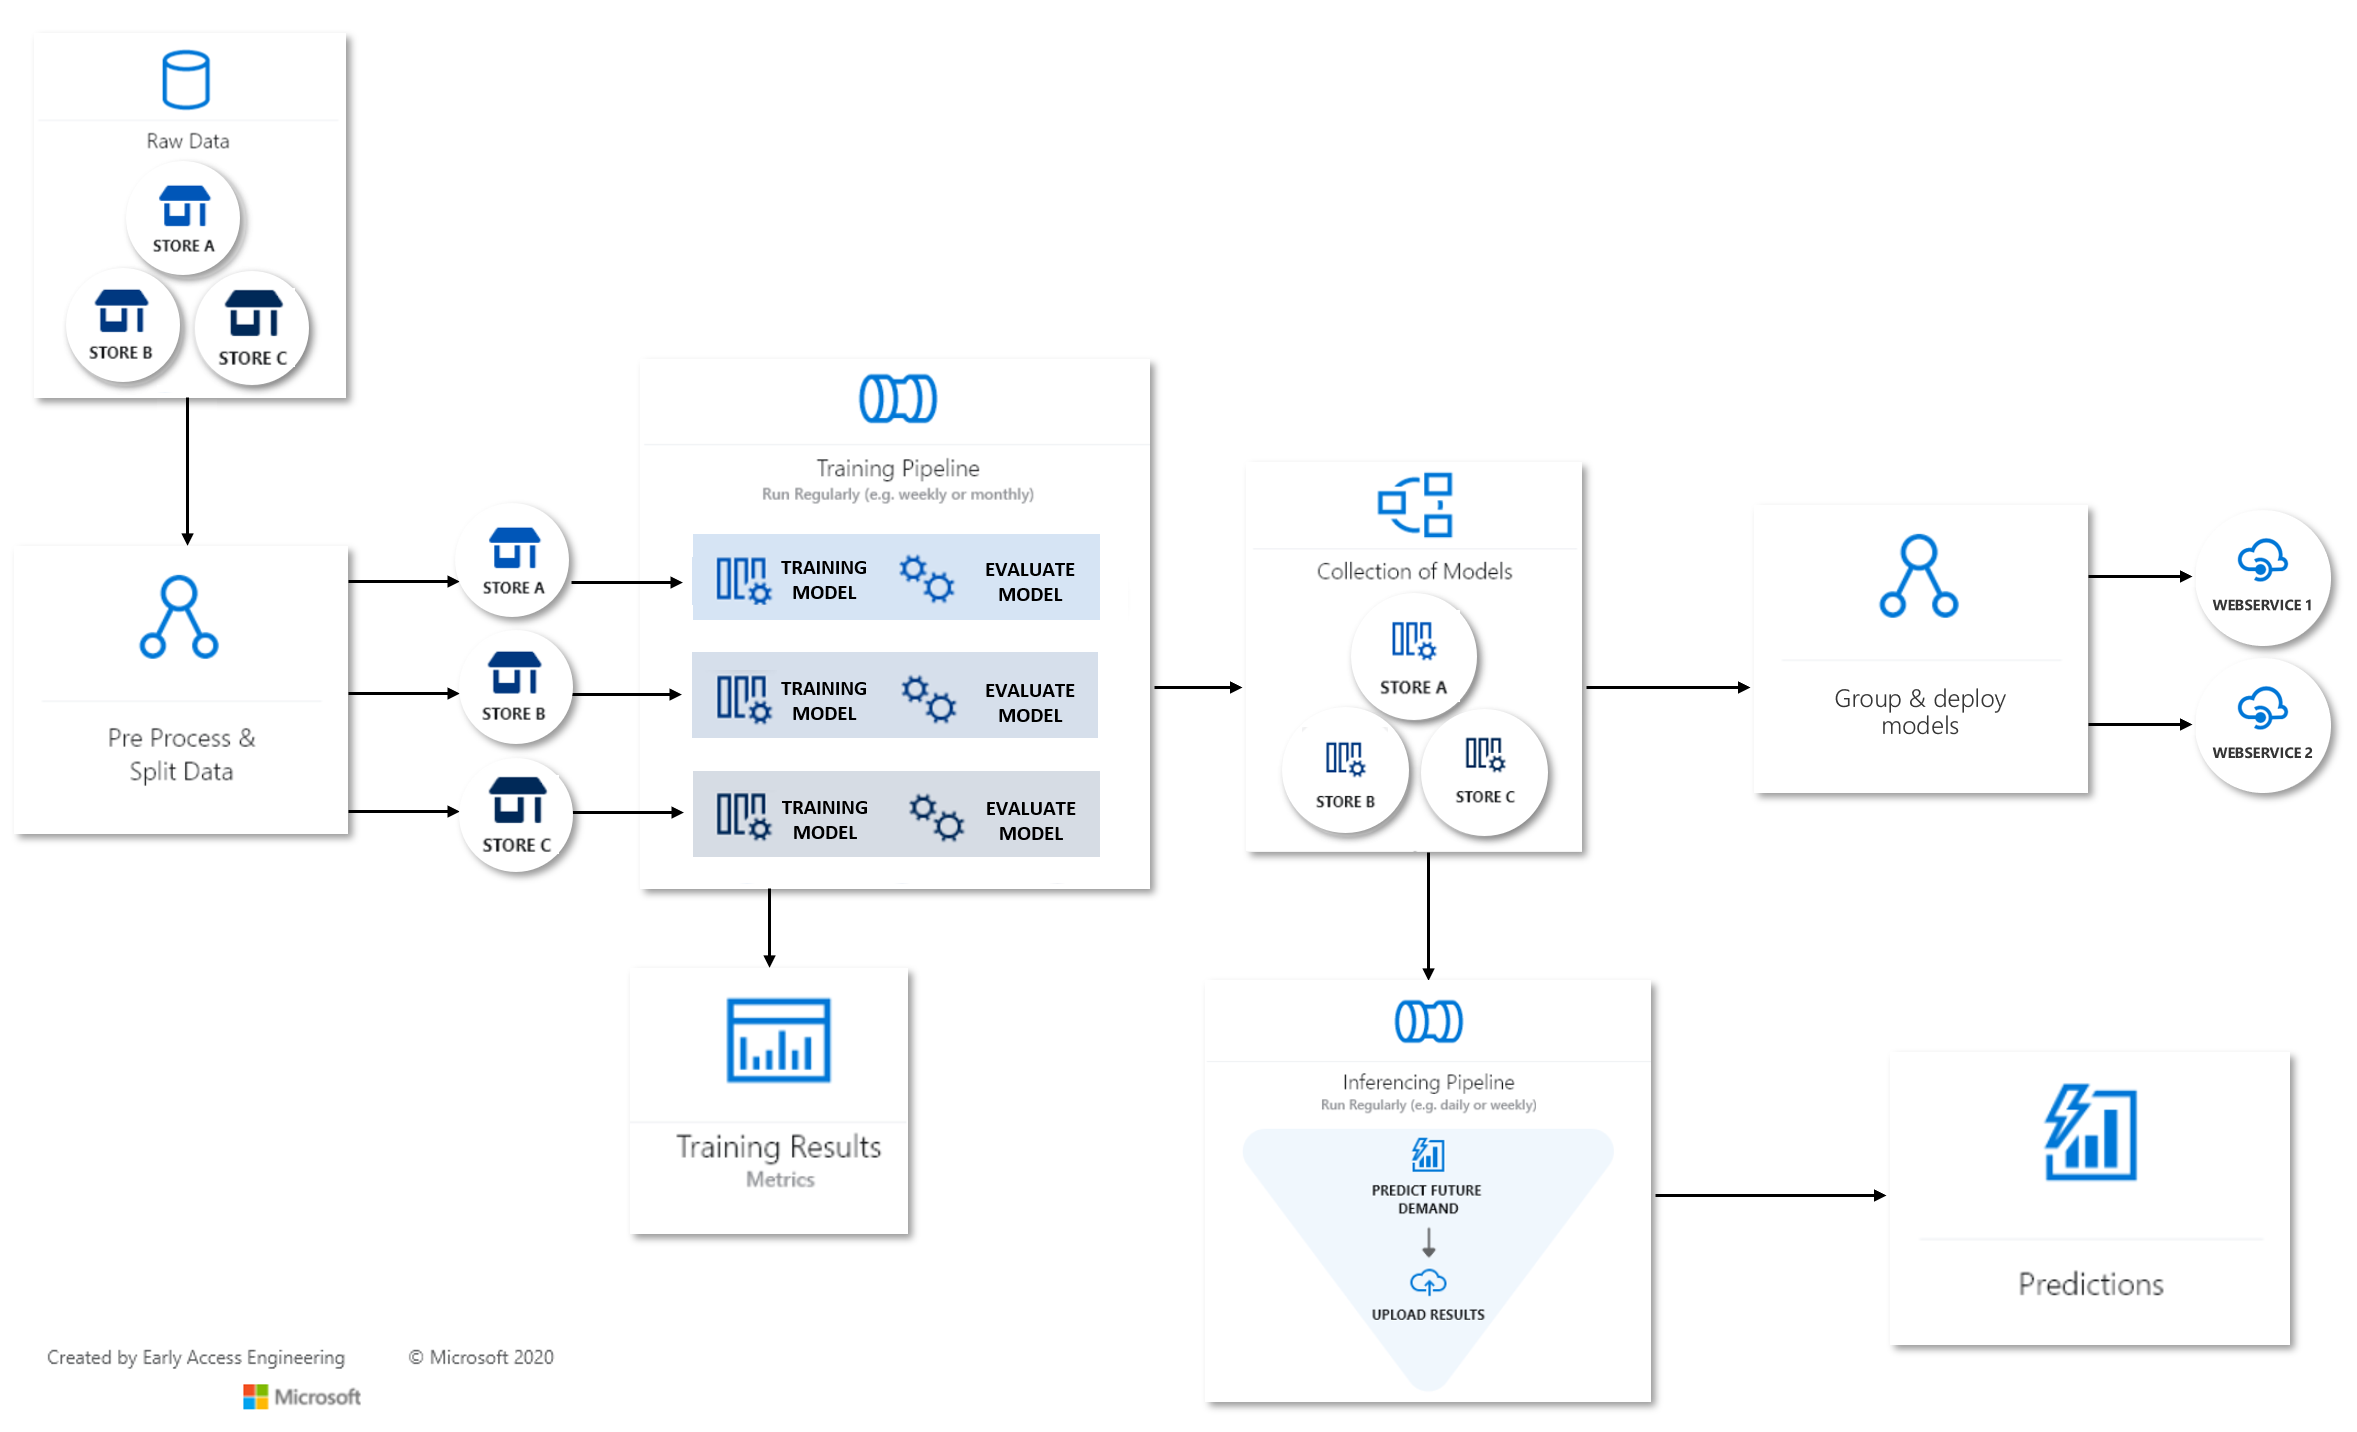 Raw Data
STORE A
STORE B
STORE C
Pre Process &
Split Data
STORE A
STORE B
STORE C
Training Pipeline
Run Regularly (e.g. weekly or monthly)
TRAINING
MODEL
EVALUATE
MODEL
TRAINING
MODEL
EVALUATE
MODEL
TRAINING
MODEL
EVALUATE
MODEL
Training Results
Metrics
Collection of Models
STORE A
STORE B
STORE C
Group & deploy
models
WEBSERVICE 1
WEBSERVICE 2
Inferencing Pipeline
Run Regularly (e.g. daily or weekly)
PREDICT FUTURE
DEMAND
UPLOAD RESULTS
Predictions
Created by Early Access Engineering
© Microsoft 2020
Microsoft